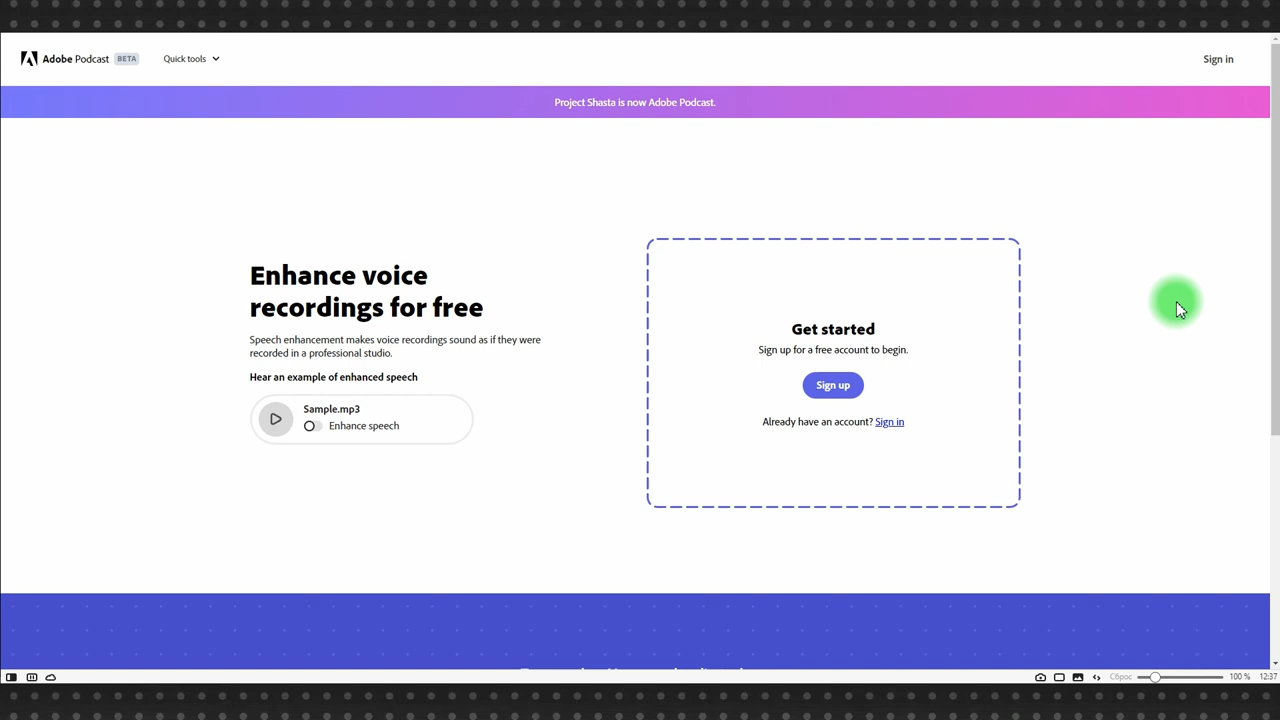 Adobe Podcast BETA
Quick tools
Sign in
Project Shasta is now Adobe Podcast.
Enhance voice
recordings for free
Speech enhancement makes voice recordings sound as if they were
recorded in a professional studio.
Hear an example of enhanced speech
Sample.mp3
Enhance speech
Get started
Sign up for a free account to begin.
Sign up
Already have an account? Sign in
Сброс
100 %
12:37